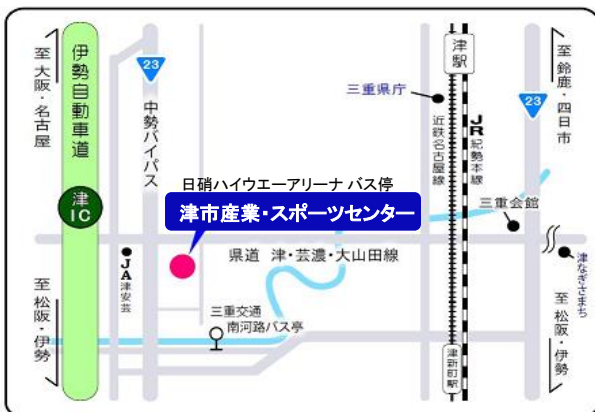 至大阪・名古屋
伊勢自動車道
23
中勢バイパス
津駅
三重県庁
近鉄名古屋線
JR紀勢本線
23
至鈴鹿・四日市
日硝ハイウエーアリーナ バス停
津市産業・スポーツセンター
津IC
三重会館
県道 津・芸濃・大山田線
JA津安芸
津なぎさまち
至松阪・伊勢
三重交通
南河路バス亭
津新町駅
至松阪・伊勢